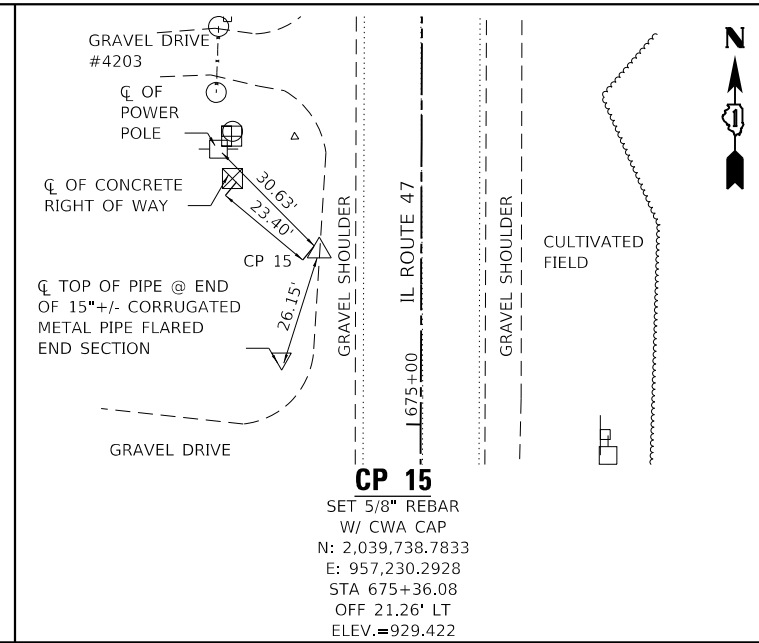 GRAVEL DRIVE
#4203
℄ OF
POWER
POLE
℄ OF CONCRETE
RIGHT OF WAY
30.63'
23.40'
CP 15
26.15'
℄ TOP OF PIPE @ END
OF 15"+/- CORRUGATED
METAL PIPE FLARED
END SECTION
GRAVEL DRIVE
GRAVEL SHOULDER
IL ROUTE 47
675+00
GRAVEL SHOULDER
CULTIVATED
FIELD
N
1
CP 15
SET 5/8" REBAR
W/ CWA CAP
N: 2,039,738.7833
E: 957,230.2928
STA 675+36.08
OFF 21.26' LT
ELEV.=929.422